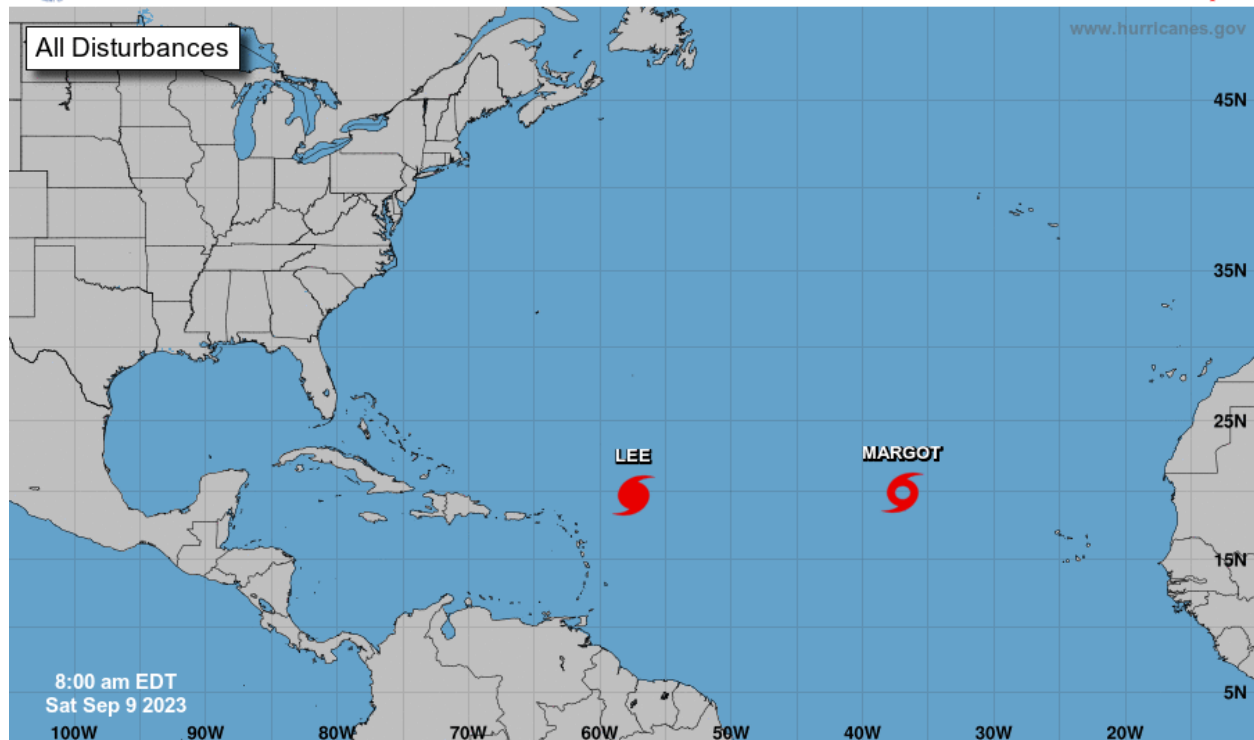 All Disturbances
www.hurricanes.gov
45N
35N
25N
LEE
MARGOT
15N
8:00 am EDT
Sat Sep 9 2023
5N
100W 90W 80W 70W 60W 50W 40W 30W 20W